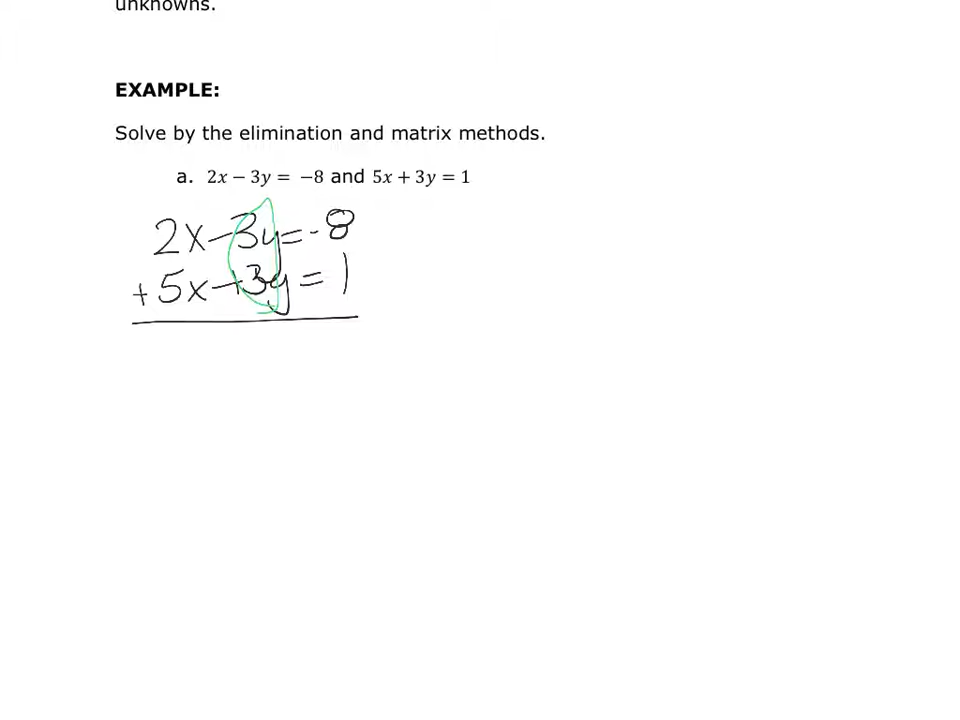 unknowns.
EXAMPLE:
Solve by the elimination and matrix methods.
a. 2x − 3y = −8 and 5x + 3y = 1
2x-3y=-8
+5x+3y=1